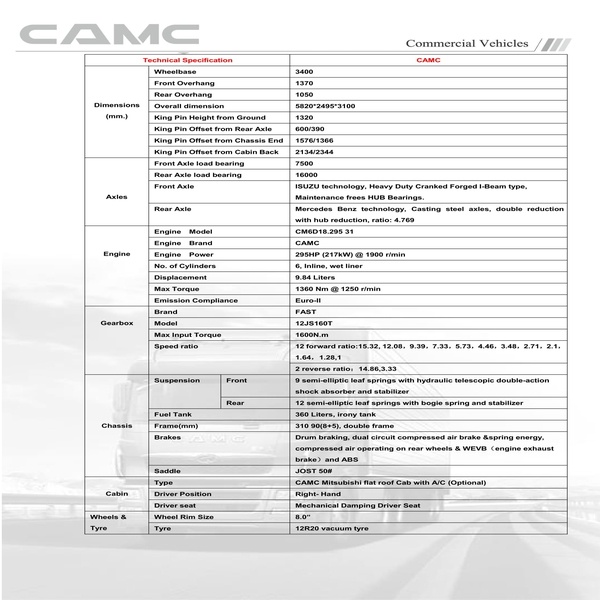 CAMC
Commercial Vehicles
Technical Specification CAMC
Dimensions (mm.)
Wheelbase 3400
Front Overhang 1370
Rear Overhang 1050
Overall dimension 5820*2495*3100
King Pin Height from Ground 1320
King Pin Offset from Rear Axle 600/390
King Pin Offset from Chassis End 1576/1366
King Pin Offset from Cabin Back 2134/2344
Axles
Front Axle load bearing 7500
Rear Axle load bearing 16000
Front Axle ISUZU technology, Heavy Duty Cranked Forged I-Beam type,
Maintenance frees HUB Bearings.
Rear Axle Mercedes Benz technology, Casting steel axles, double reduction
with hub reduction, ratio: 4.769
Engine
Engine Model CM6D18.295 31
Engine Brand CAMC
Engine Power 295HP (217kW) @ 1900 r/min
No. of Cylinders 6, Inline, wet liner
Displacement 9.84 Liters
Max Torque 1360 Nm @ 1250 r/min
Emission Compliance Euro-II
Gearbox
Brand FAST
Model 12JS160T
Max Input Torque 1600N.m
Speed ratio 12 forward ratio:15.32, 12.08、9.39、7.33、5.73、4.46、3.48、2.71、2.1、
1.64、1.28,1
2 reverse ratio：14.86,3.33
Chassis
Suspension Front 9 semi-elliptic leaf springs with hydraulic telescopic double-action
shock absorber and stabilizer
Rear 12 semi-elliptic leaf springs with bogie spring and stabilizer
Fuel Tank 360 Liters, irony tank
Frame(mm) 310 90(8+5), double frame
Brakes Drum braking, dual circuit compressed air brake &spring energy,
compressed air operating on rear wheels & WEVB（engine exhaust
brake）and ABS
Saddle JOST 50#
Cabin
Type CAMC Mitsubishi flat roof Cab with A/C (Optional)
Driver Position Right- Hand
Driver seat Mechanical Damping Driver Seat
Wheels & Tyre
Wheel Rim Size 8.0"
Tyre 12R20 vacuum tyre
CAMC